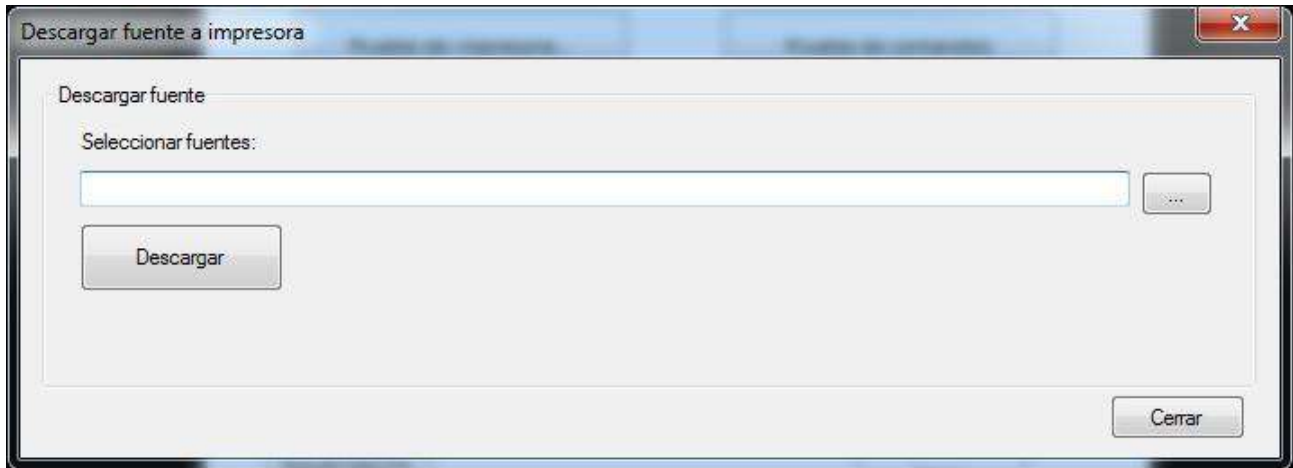 Descargar fuente a impresora
Descargar fuente
Seleccionar fuentes:
...
Descargar
Cerrar